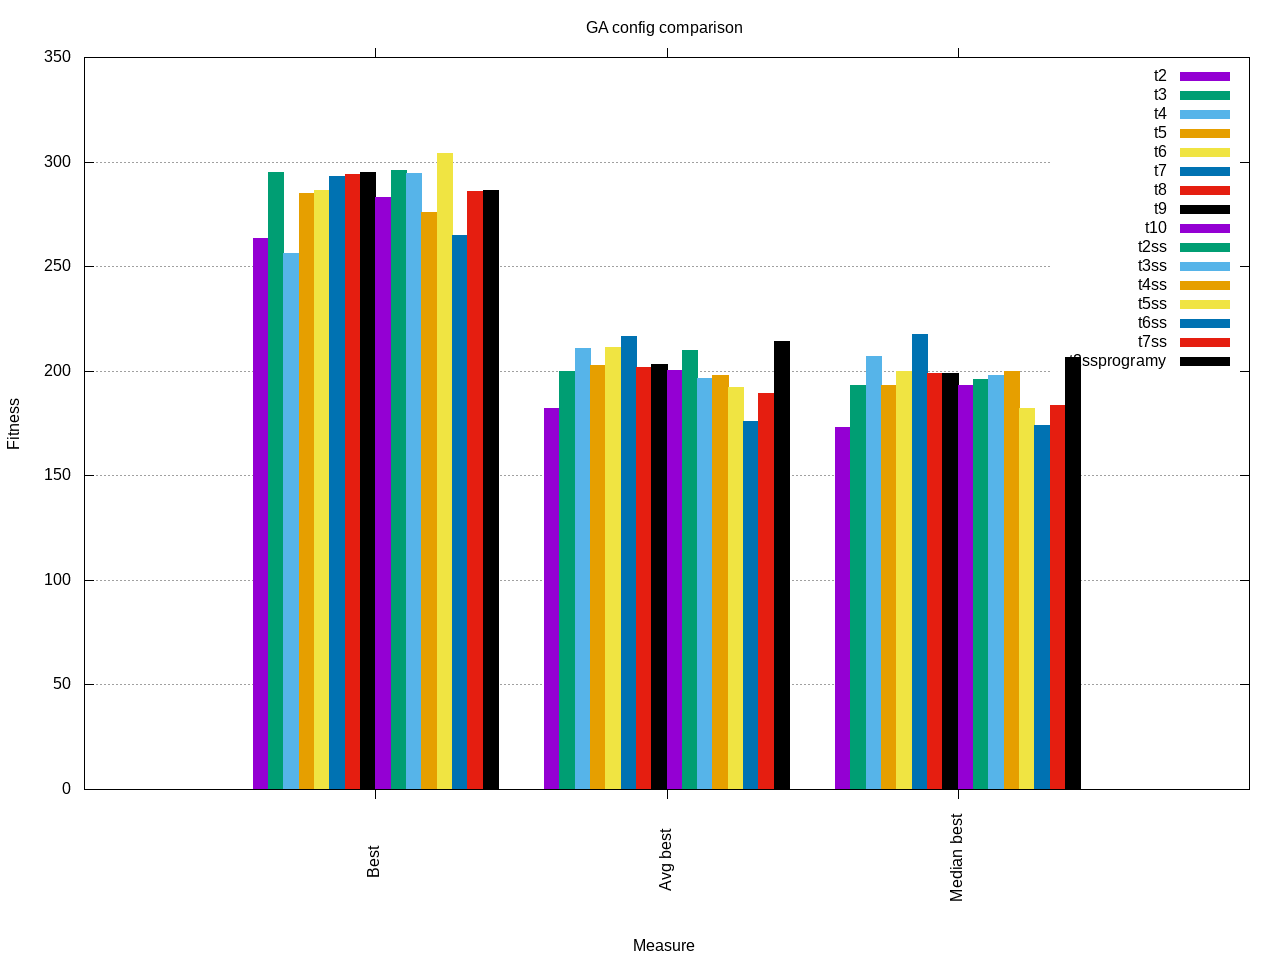 GA config comparison
350
300
250
200
150
100
50
0
Fitness
t2
t3
t4
t5
t6
t7
t8
t9
t10
t2ss
t3ss
t4ss
t5ss
t6ss
t7ss
Best
Avg best
Median best
Measure